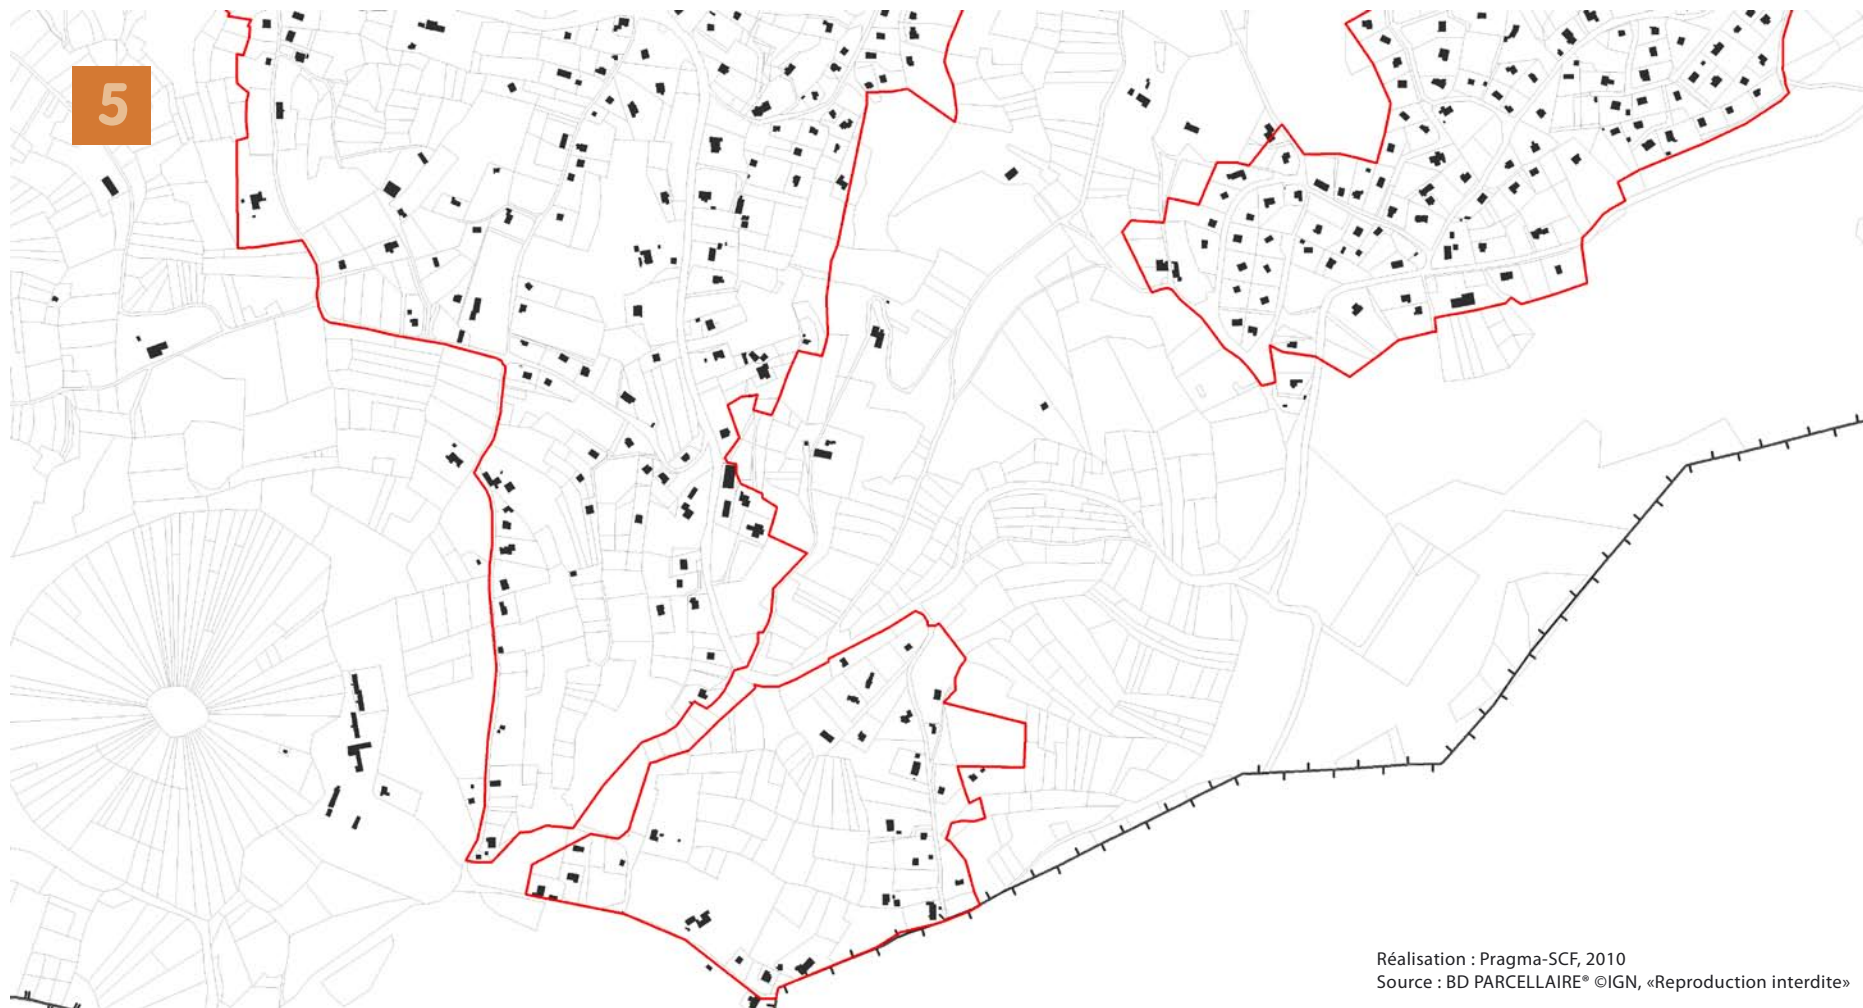 5
Réalisation : Pragma-SCF, 2010
Source : BD PARCELLAIRE® ©IGN, «Reproduction interdite»